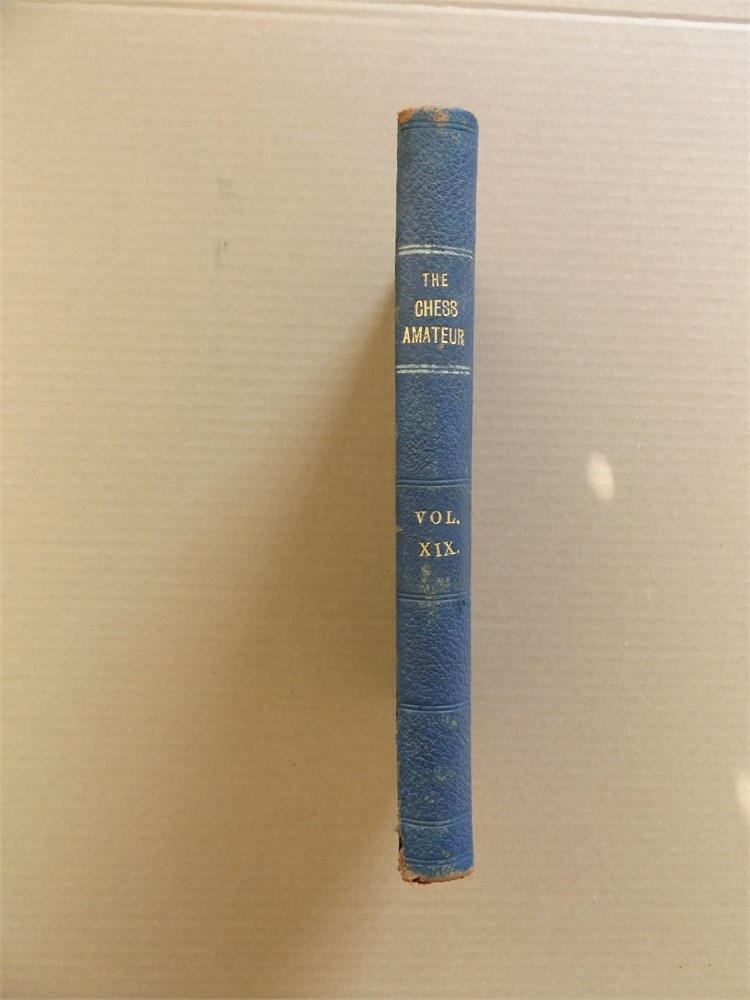 THE
CHESS
AMATEUR
VOL.
XIX.